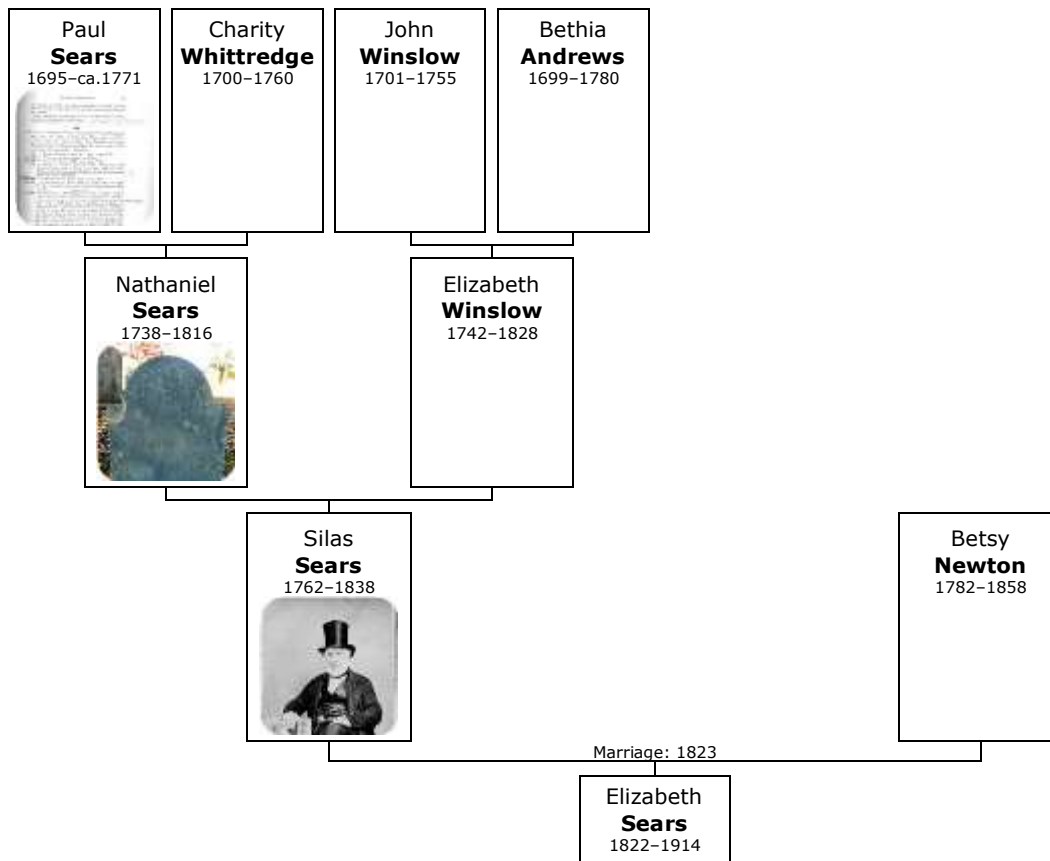 Paul
Sears
1695–ca.1771
Charity
Whittredge
1700–1760
John
Winslow
1701–1755
Bethia
Andrews
1699–1780
Nathaniel
Sears
1738–1816
Elizabeth
Winslow
1742–1828
Silas
Sears
1762–1838
Betsy
Newton
1782–1858
Marriage: 1823
Elizabeth
Sears
1822–1914